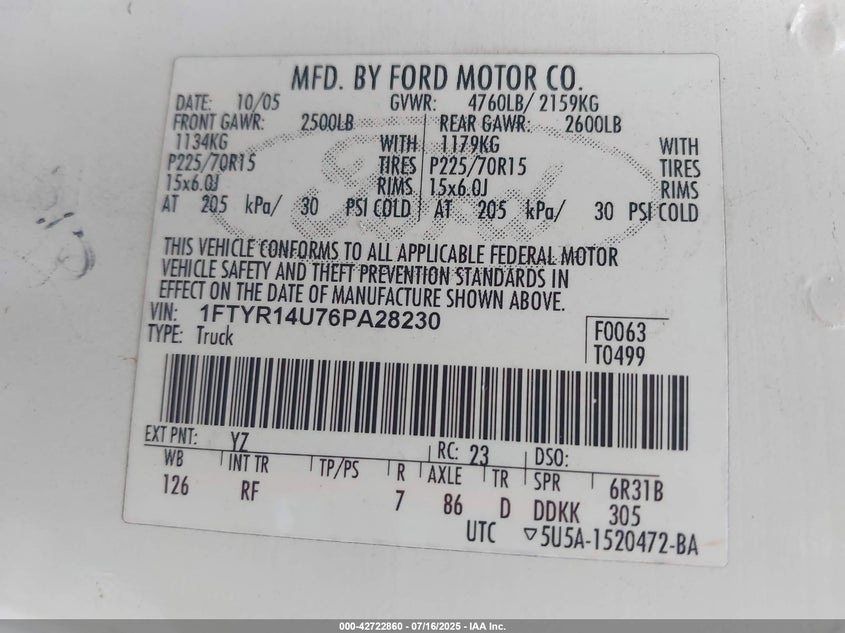 MFD. BY FORD MOTOR CO.
DATE: 10/05 GVWR: 4760LB/ 2159KG
FRONT GAWR: 2500LB REAR GAWR: 2600LB
1134KG WITH 1179KG WITH
P225/70R15 TIRES P225/70R15 TIRES
15x6.0J RIMS 15x6.0J RIMS
AT 205 kPa/ 30 PSI COLD AT 205 kPa/ 30 PSI COLD
THIS VEHICLE CONFORMS TO ALL APPLICABLE FEDERAL MOTOR
VEHICLE SAFETY AND THEFT PREVENTION STANDARDS IN
EFFECT ON THE DATE OF MANUFACTURE SHOWN ABOVE.
VIN: 1FTYR14U76PA28230
TYPE: Truck
F0063
T0499
EXT PNT: YZ RC: 23 DSO:
WB INT TR TP/PS R AXLE TR SPR 6R31B
126 RF 7 86 D DDKK 305
UTC ▽5U5A-1520472-BA
000-42722860 - 07/16/2025 - IAA Inc.